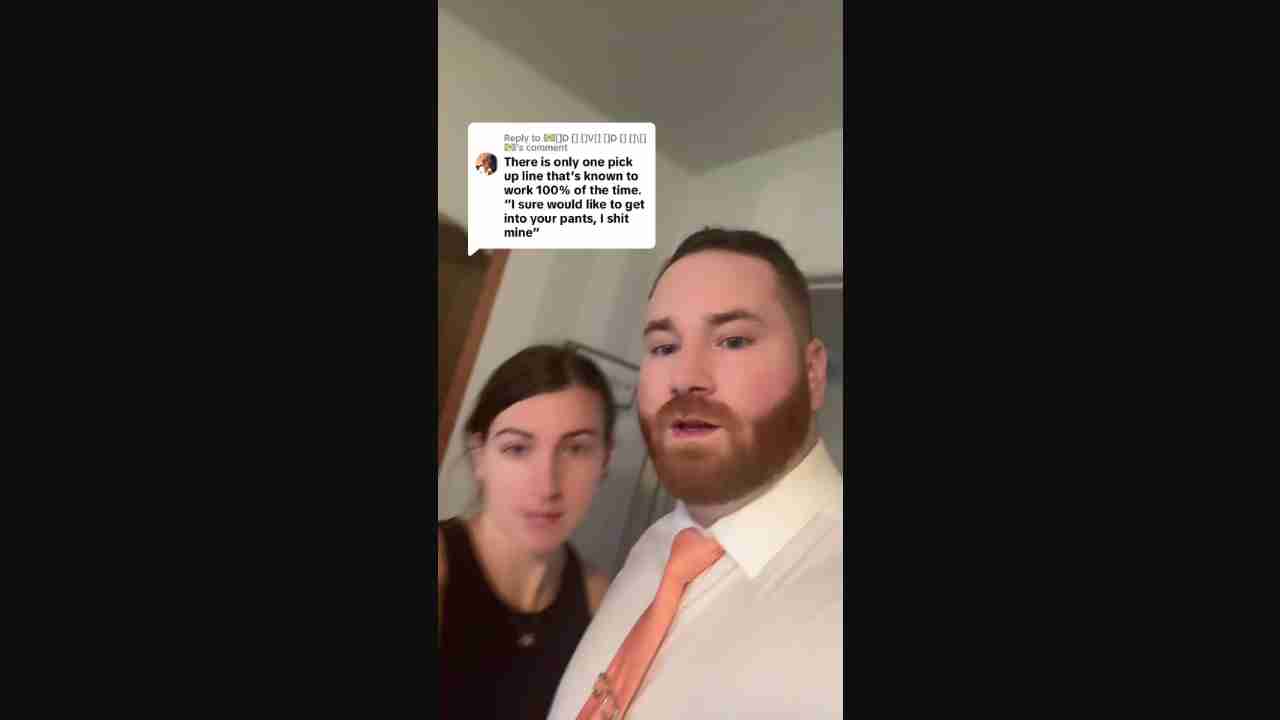 Reply to 💵[]D [] []V[] []D [] []\[]
💵's comment
There is only one pick
up line that's known to
work 100% of the time.
“I sure would like to get
into your pants, I shit
mine”